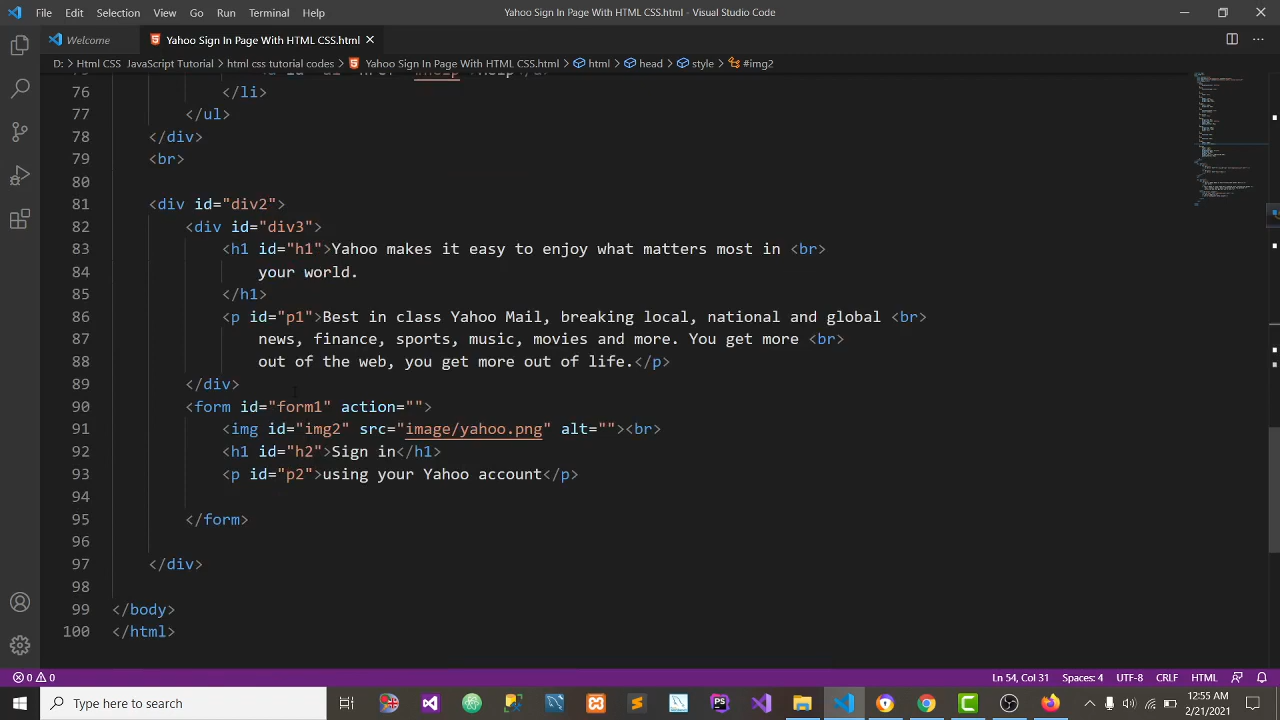 File Edit Selection View Go Run Terminal Help Yahoo Sign In Page With HTML CSS.html - Visual Studio Code
Welcome Yahoo Sign In Page With HTML CSS.html
D: > Html CSS JavaScript Tutorial > html css tutorial codes > Yahoo Sign In Page With HTML CSS.html > html > head > style > #img2
76 </li>
77 </ul>
78 </div>
79 <br>
80
81 <div id="div2">
82 <div id="div3">
83 <h1 id="h1">Yahoo makes it easy to enjoy what matters most in <br>
84 your world.
85 </h1>
86 <p id="p1">Best in class Yahoo Mail, breaking local, national and global <br>
87 news, finance, sports, music, movies and more. You get more <br>
88 out of the web, you get more out of life.</p>
89 </div>
90 <form id="form1" action="">
91 <img id="img2" src="image/yahoo.png" alt=""><br>
92 <h1 id="h2">Sign in</h1>
93 <p id="p2">using your Yahoo account</p>
94
95 </form>
96
97 </div>
98
99 </body>
100 </html>
0 0 Ln 54, Col 31 Spaces: 4 UTF-8 CRLF HTML
Type here to search 12:55 AM
2/21/2021